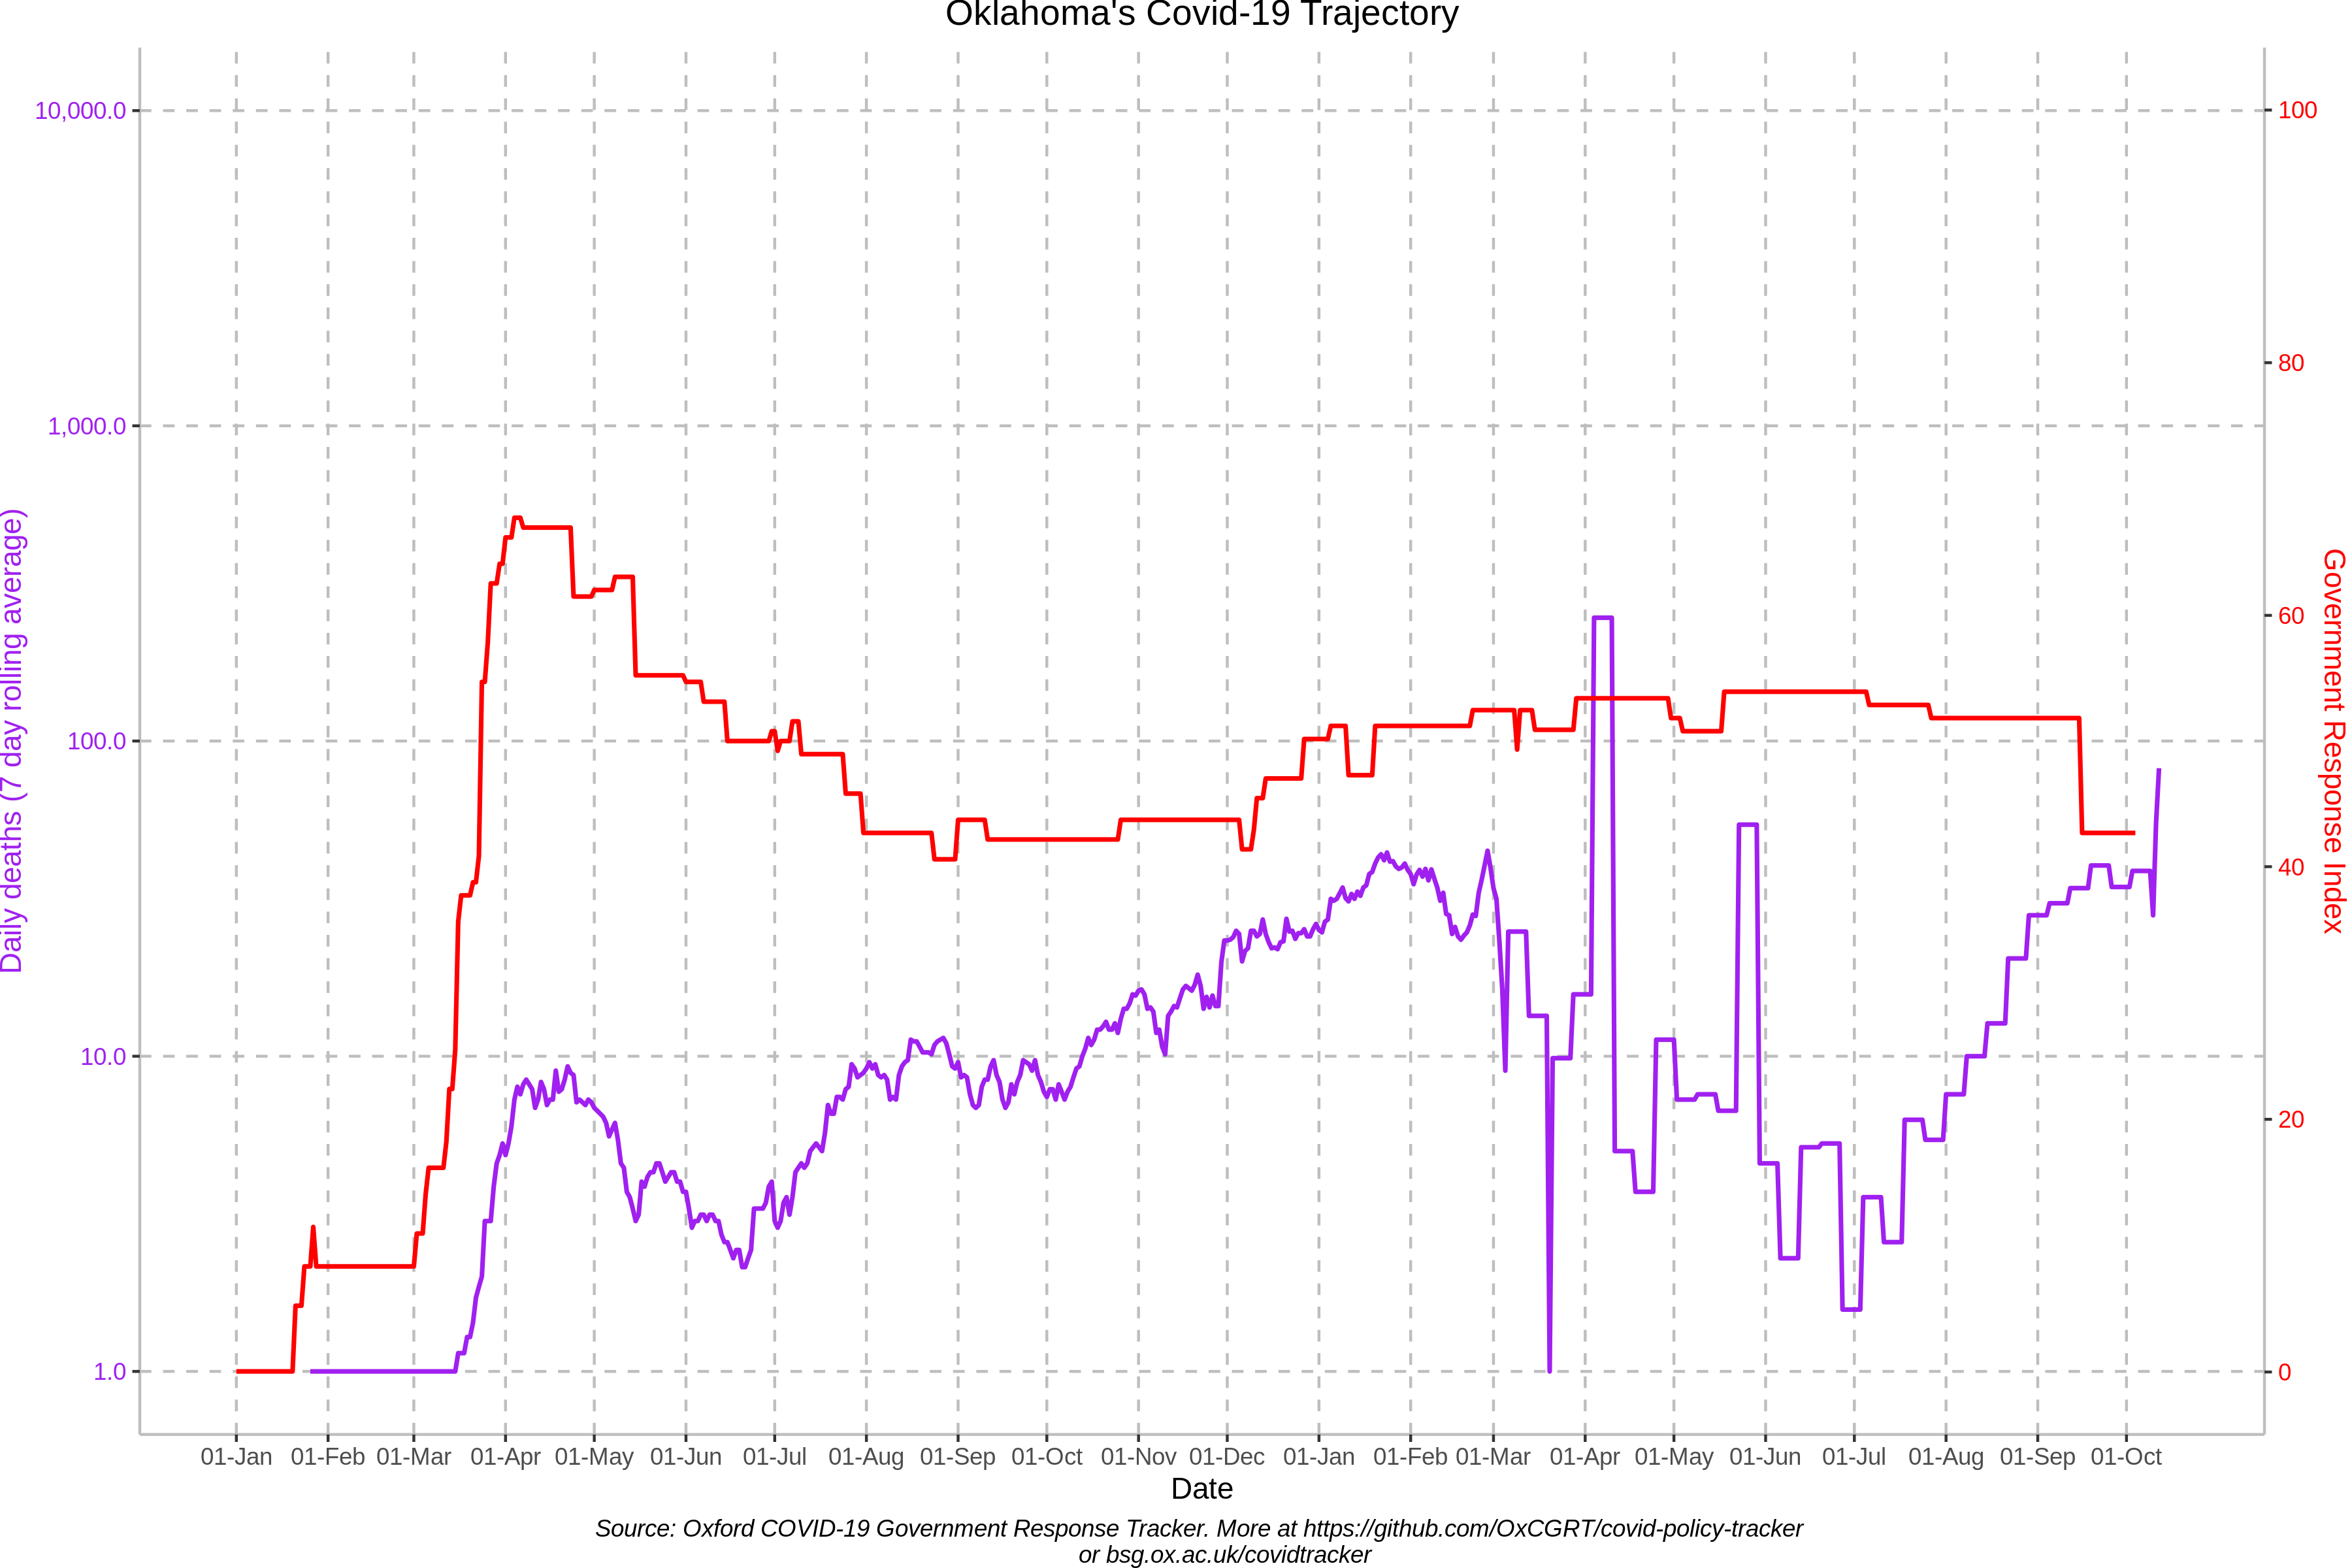 Oklahoma's Covid-19 Trajectory
10,000.0
1,000.0
100.0
10.0
1.0
Daily deaths (7 day rolling average)
100
80
60
40
20
0
Government Response Index
01-Jan 01-Feb 01-Mar 01-Apr 01-May 01-Jun 01-Jul 01-Aug 01-Sep 01-Oct 01-Nov 01-Dec 01-Jan 01-Feb 01-Mar 01-Apr 01-May 01-Jun 01-Jul 01-Aug 01-Sep 01-Oct
Date
Source: Oxford COVID-19 Government Response Tracker. More at https://github.com/OxCGRT/covid-policy-tracker
or bsg.ox.ac.uk/covidtracker